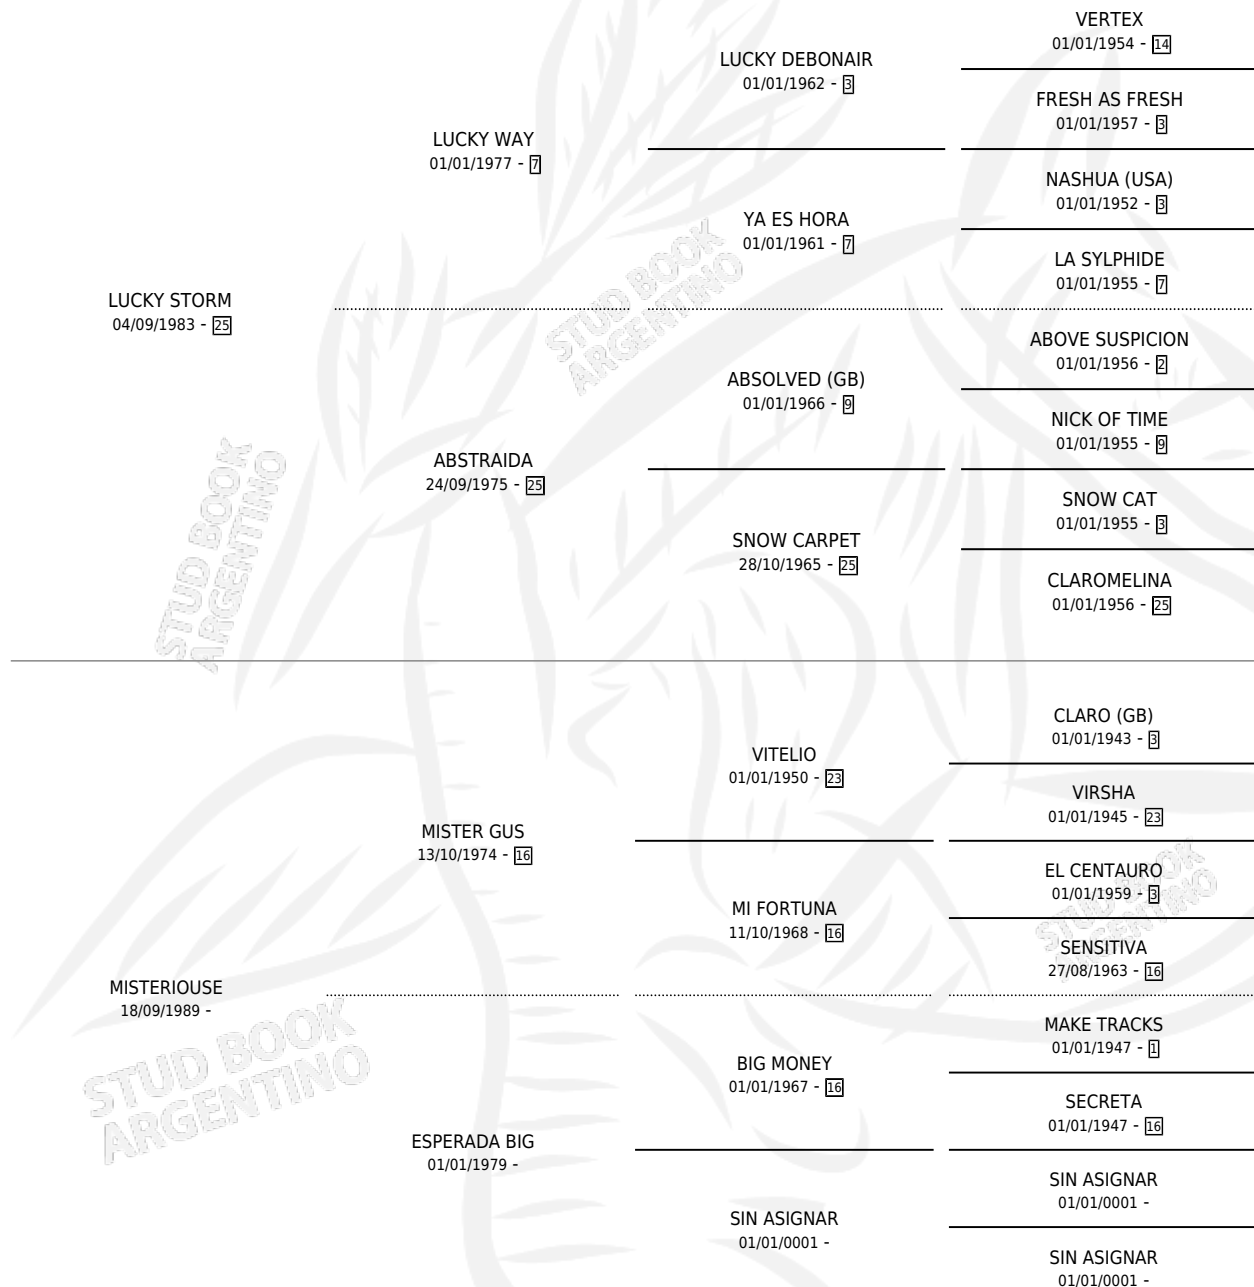 VERTEX
01/01/1954 - 14
LUCKY DEBONAIR
01/01/1962 - 3
FRESH AS FRESH
01/01/1957 - 3
LUCKY WAY
01/01/1977 - 7
NASHUA (USA)
01/01/1952 - 3
YA ES HORA
01/01/1961 - 7
LA SYLPHIDE
01/01/1955 - 7
LUCKY STORM
04/09/1983 - 25
STUD BOOK
ARGENTINO
ABOVE SUSPICION
01/01/1956 - 2
ABSOLVED (GB)
01/01/1966 - 9
NICK OF TIME
01/01/1955 - 9
ABSTRAIDA
24/09/1975 - 25
SNOW CAT
01/01/1955 - 3
SNOW CARPET
28/10/1965 - 25
CLAROMELINA
01/01/1956 - 25
STUD BOOK
ARGENTINO
CLARO (GB)
01/01/1943 - 3
VITELIO
01/01/1950 - 23
VIRSHA
01/01/1945 - 23
MISTER GUS
13/10/1974 - 16
EL CENTAURO
01/01/1959 - 3
MI FORTUNA
11/10/1968 - 16
SENSITIVA
27/08/1963 - 16
STUD BOOK
ARGENTINO
MISTERIOUSE
18/09/1989 -
MAKE TRACKS
01/01/1947 - 1
BIG MONEY
01/01/1967 - 16
SECRETA
01/01/1947 - 16
STUD BOOK
ARGENTINO
ESPERADA BIG
01/01/1979 -
SIN ASIGNAR
01/01/0001 -
SIN ASIGNAR
01/01/0001 -
SIN ASIGNAR
01/01/0001 -